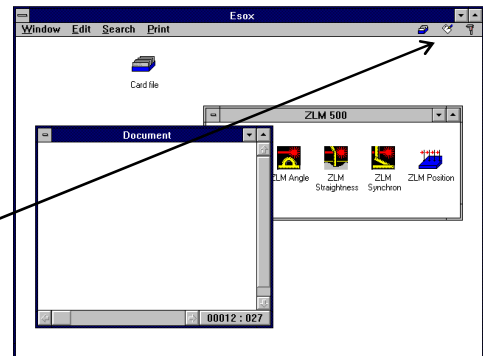 Esox
Window Edit Search Print
Card file
ZLM 500
Document
ZLM Angle
ZLM
Straightness
ZLM
Synchron
ZLM Position
00012 : 027